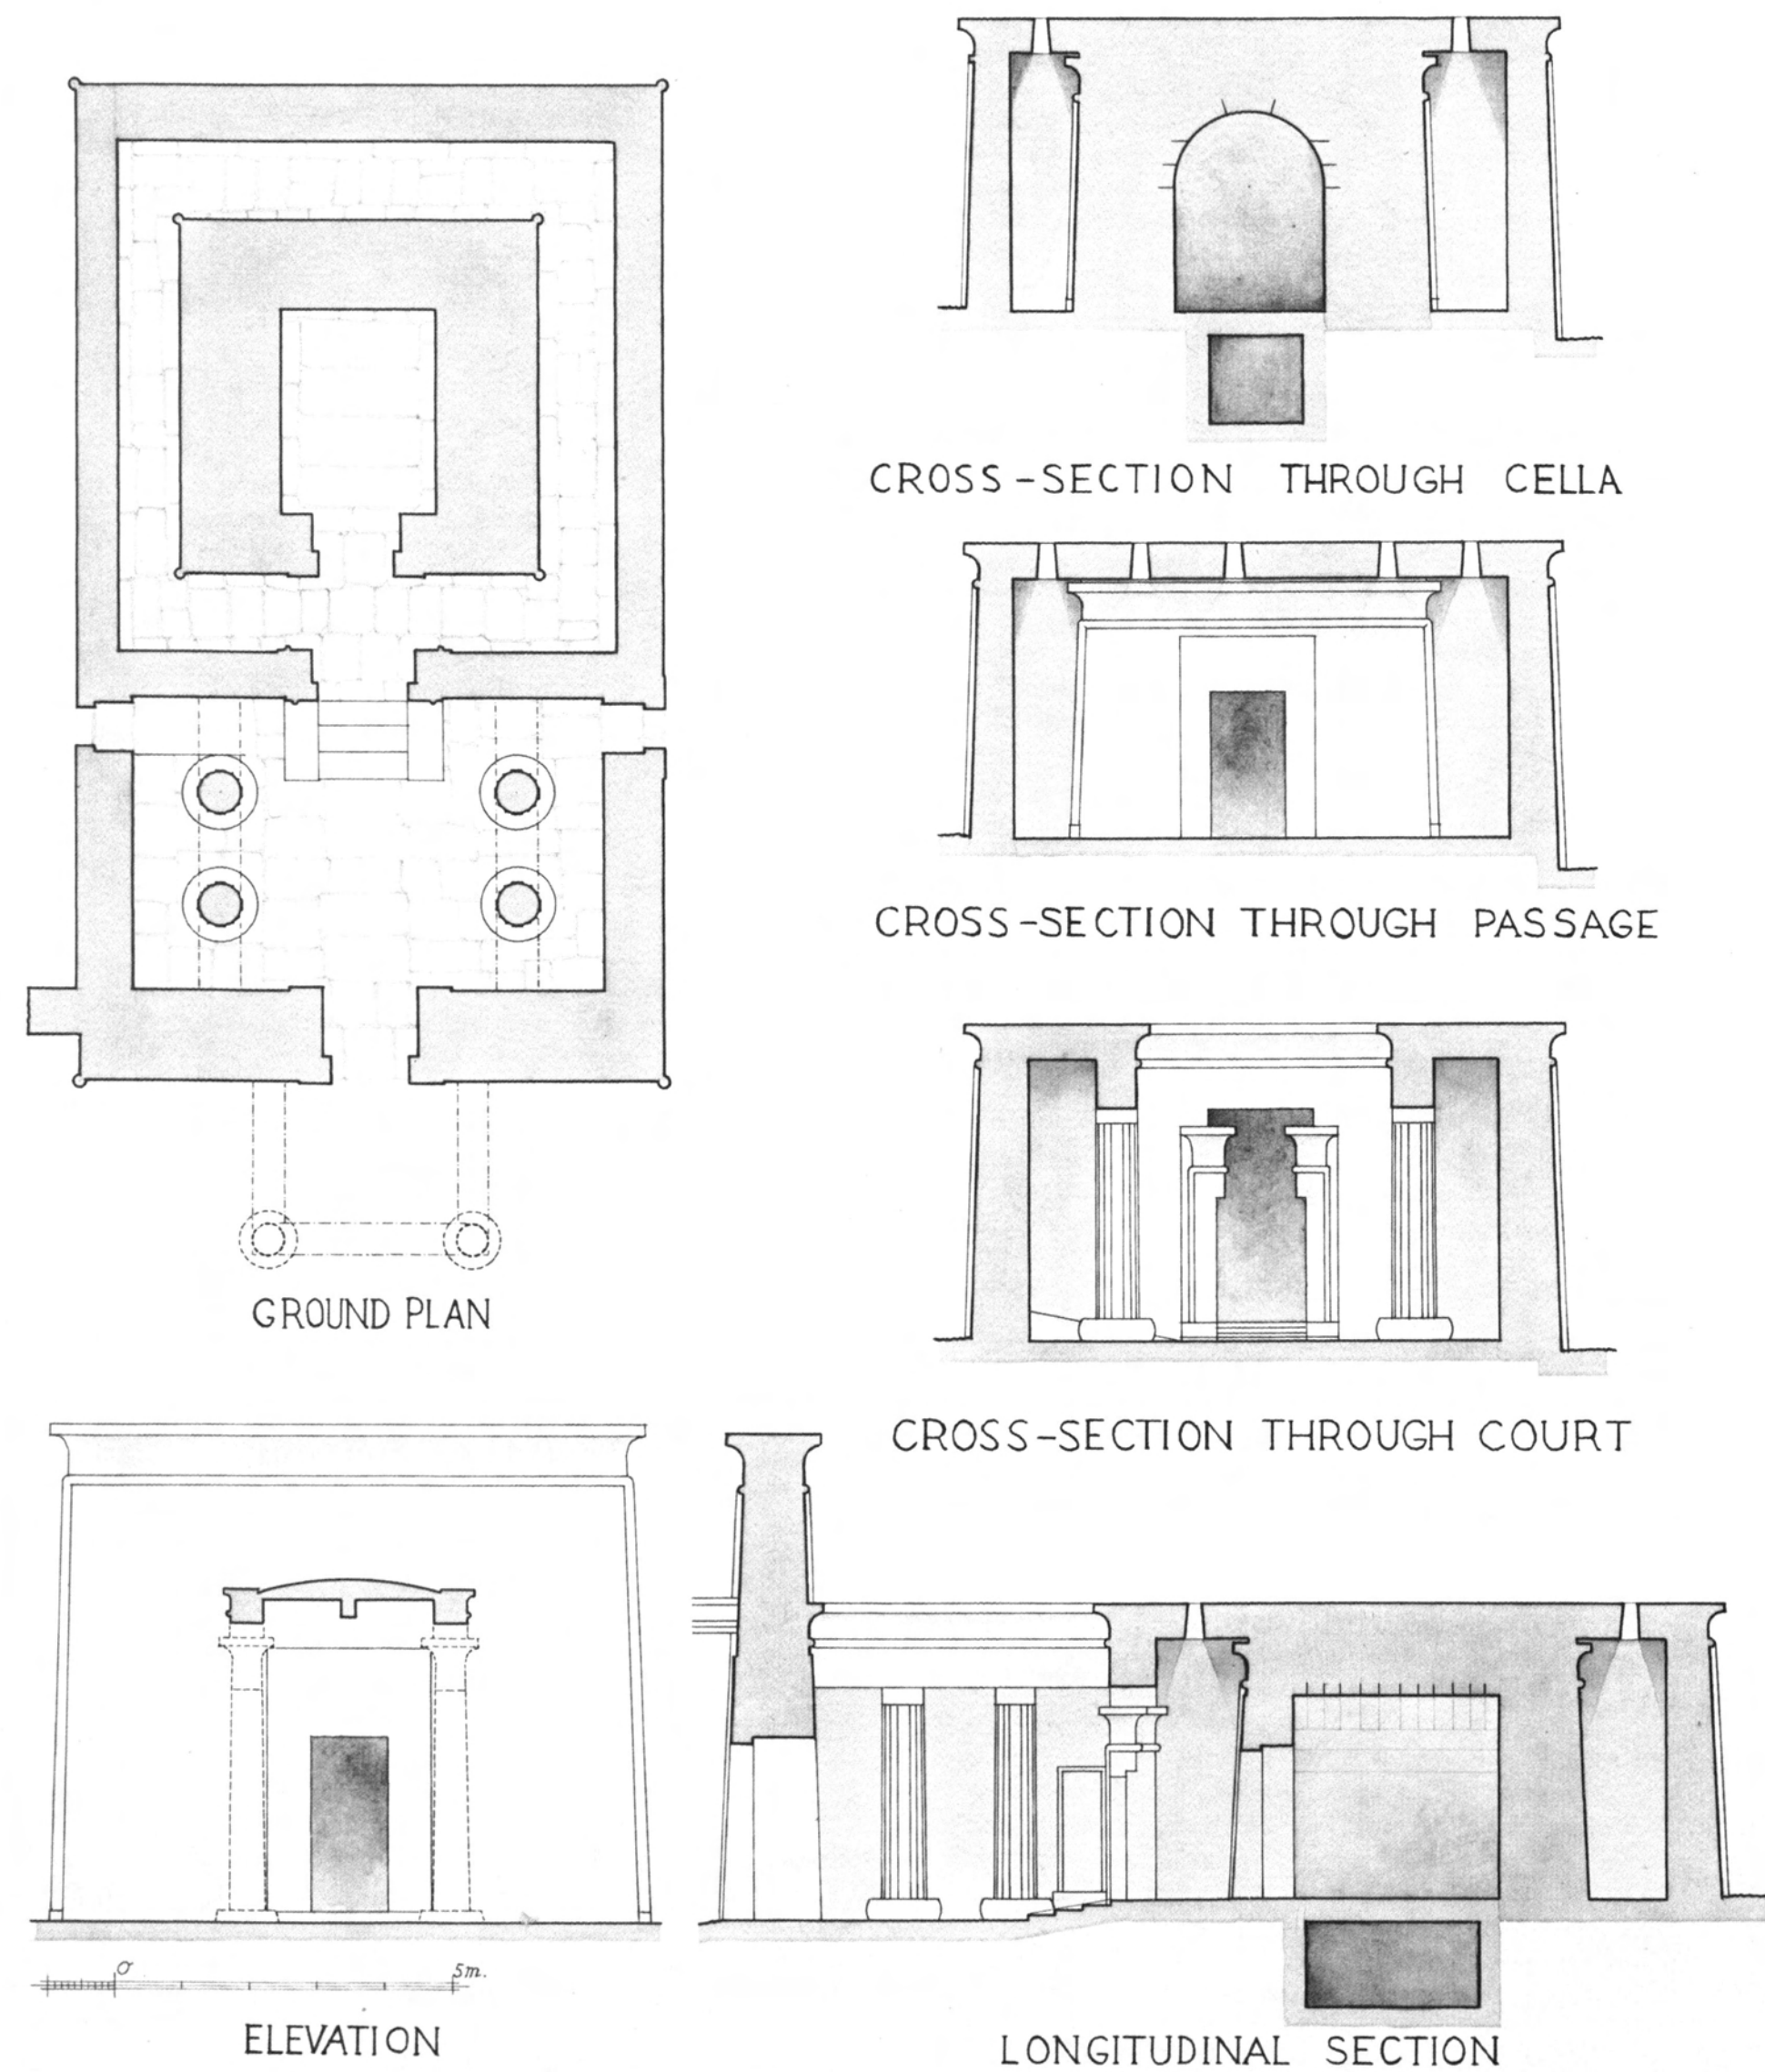 CROSS-SECTION THROUGH CELLA
CROSS-SECTION THROUGH PASSAGE
GROUND PLAN
CROSS-SECTION THROUGH COURT
0 5m.
ELEVATION
LONGITUDINAL SECTION